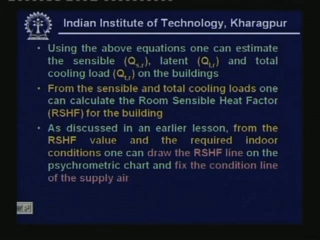 Indian Institute of Technology, Kharagpur
• Using the above equations one can estimate
the sensible (Qs,r), latent (Ql,r) and total
cooling load (Qt,r) on the buildings
• From the sensible and total cooling loads one
can calculate the Room Sensible Heat Factor
(RSHF) for the building
• As discussed in an earlier lesson, from the
RSHF value and the required indoor
conditions one can draw the RSHF line on the
psychrometric chart and fix the condition line
of the supply air